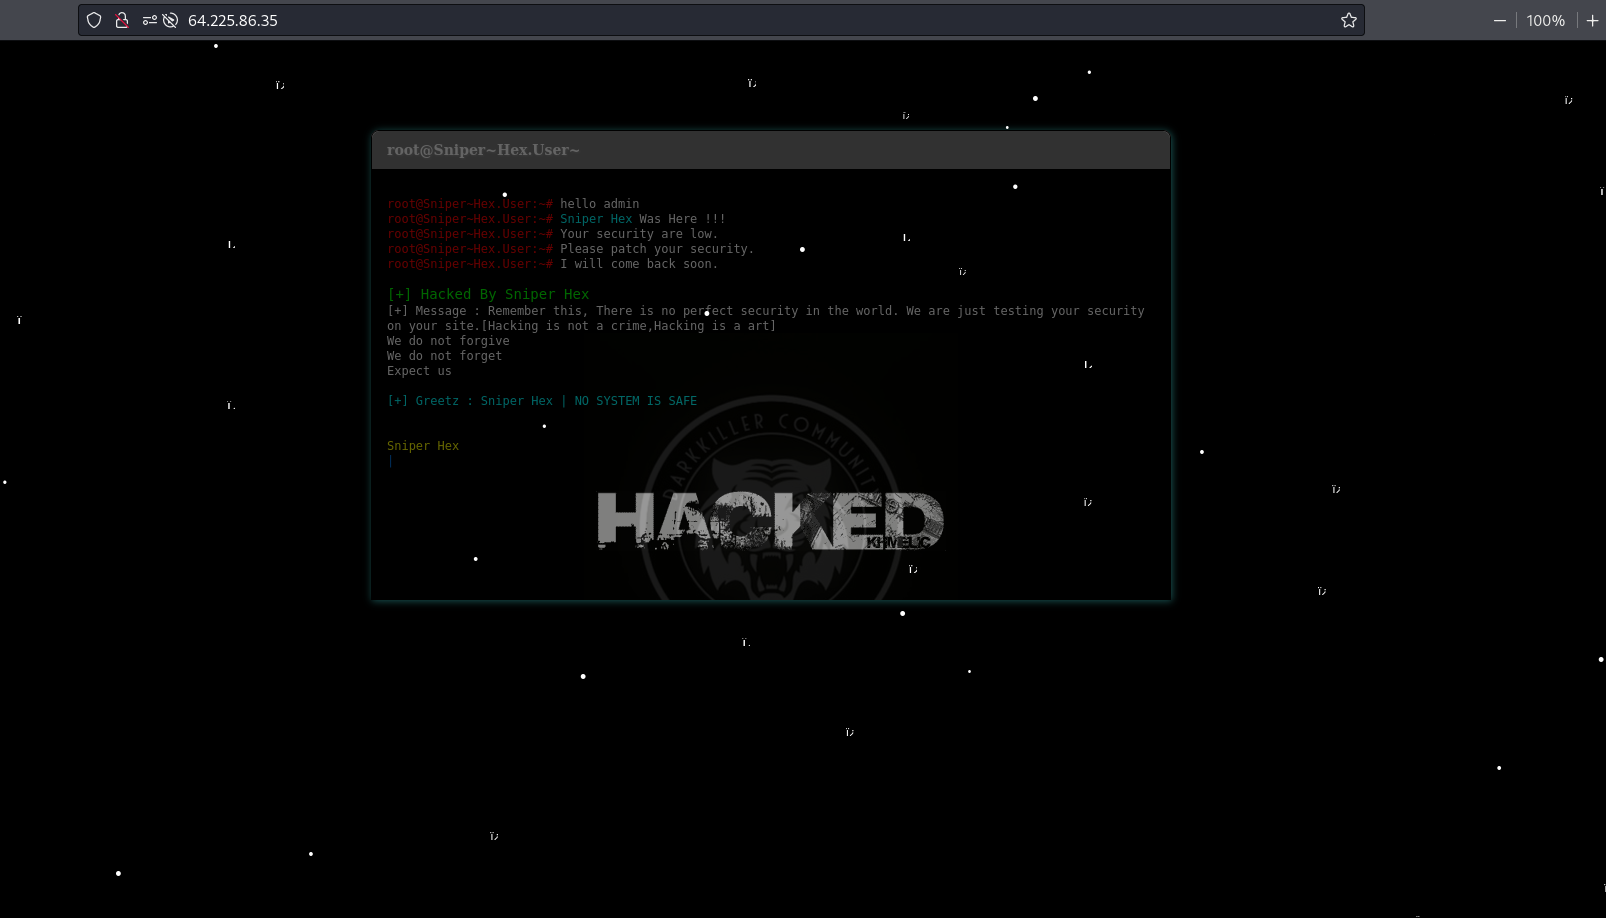 64.225.86.35
100%
root@Sniper~Hex.User~
root@Sniper~Hex.User:~# hello admin
root@Sniper~Hex.User:~# Sniper Hex Was Here !!!
root@Sniper~Hex.User:~# Your security are low.
root@Sniper~Hex.User:~# Please patch your security.
root@Sniper~Hex.User:~# I will come back soon.
[+] Hacked By Sniper Hex
[+] Message : Remember this, There is no perfect security in the world. We are just testing your security
on your site.[Hacking is not a crime,Hacking is a art]
We do not forgive
We do not forget
Expect us
[+] Greetz : Sniper Hex | NO SYSTEM IS SAFE
Sniper Hex
DARKKILLER COMMUNITY
HACKED